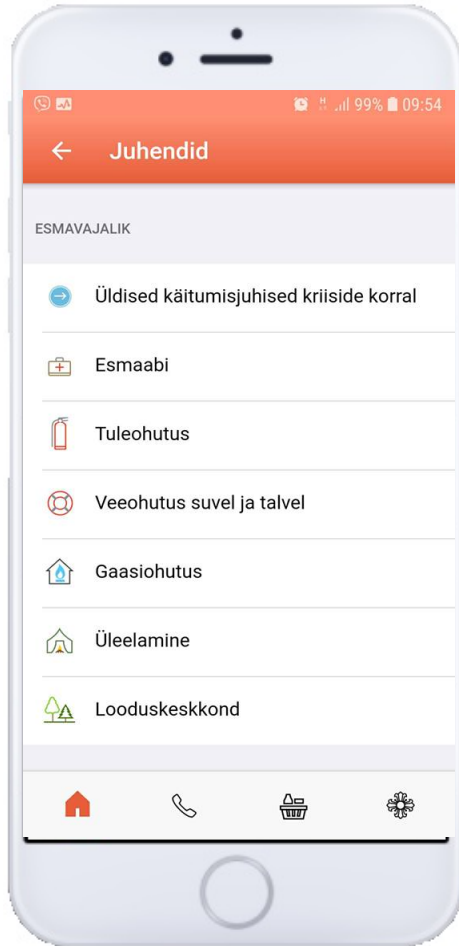 99% 09:54
Juhendid
ESMAVAJALIK
Üldised käitumisjuhised kriiside korral
Esmaabi
Tuleohutus
Veeohutus suvel ja talvel
Gaasiohutus
Üleelamine
Looduskeskkond